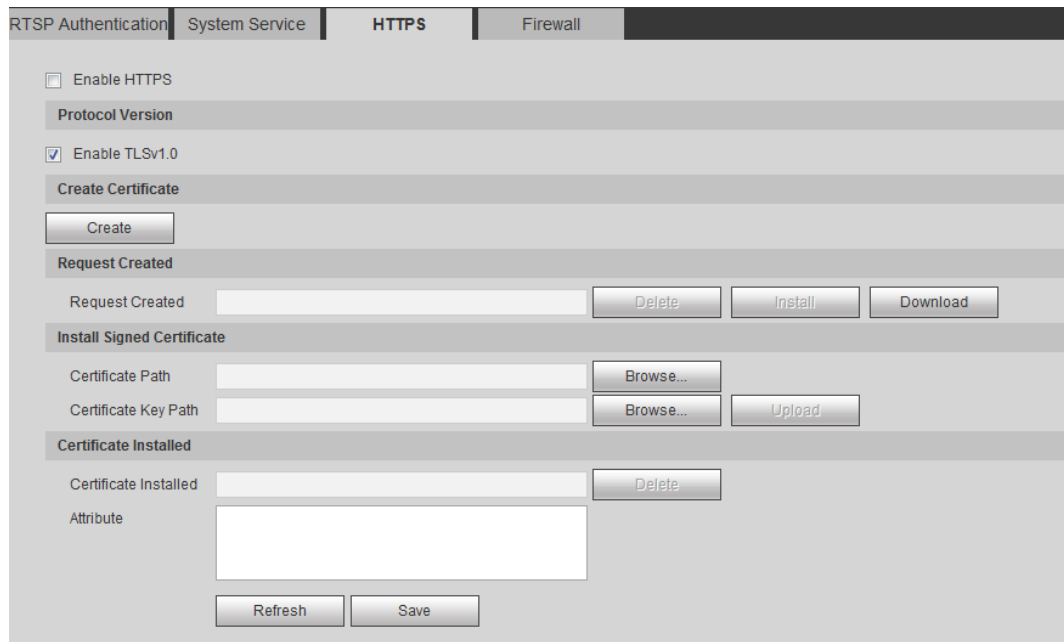 RTSP Authentication System Service HTTPS Firewall
Enable HTTPS
Protocol Version
Enable TLSv1.0
Create Certificate
Create
Request Created
Request Created Delete Install Download
Install Signed Certificate
Certificate Path Browse...
Certificate Key Path Browse... Upload
Certificate Installed
Certificate Installed Delete
Attribute
Refresh Save